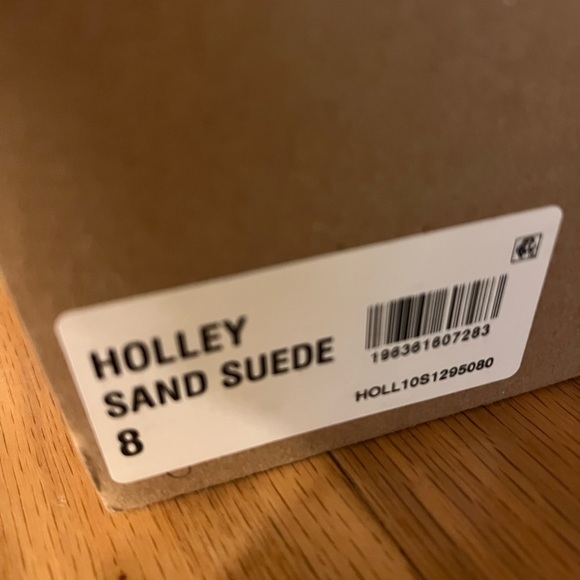 HOLLEY
SAND SUEDE
8
196361607283
HOLL10S1295080